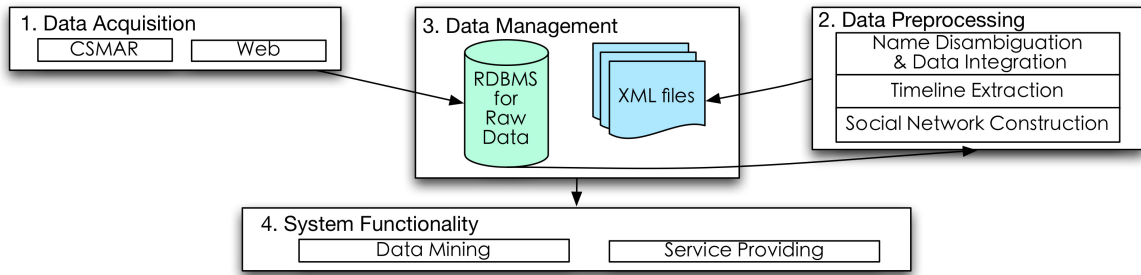 1. Data Acquisition
CSMAR
Web
3. Data Management
RDBMS
for
Raw
Data
XML files
2. Data Preprocessing
Name Disambiguation
& Data Integration
Timeline Extraction
Social Network Construction
4. System Functionality
Data Mining
Service Providing